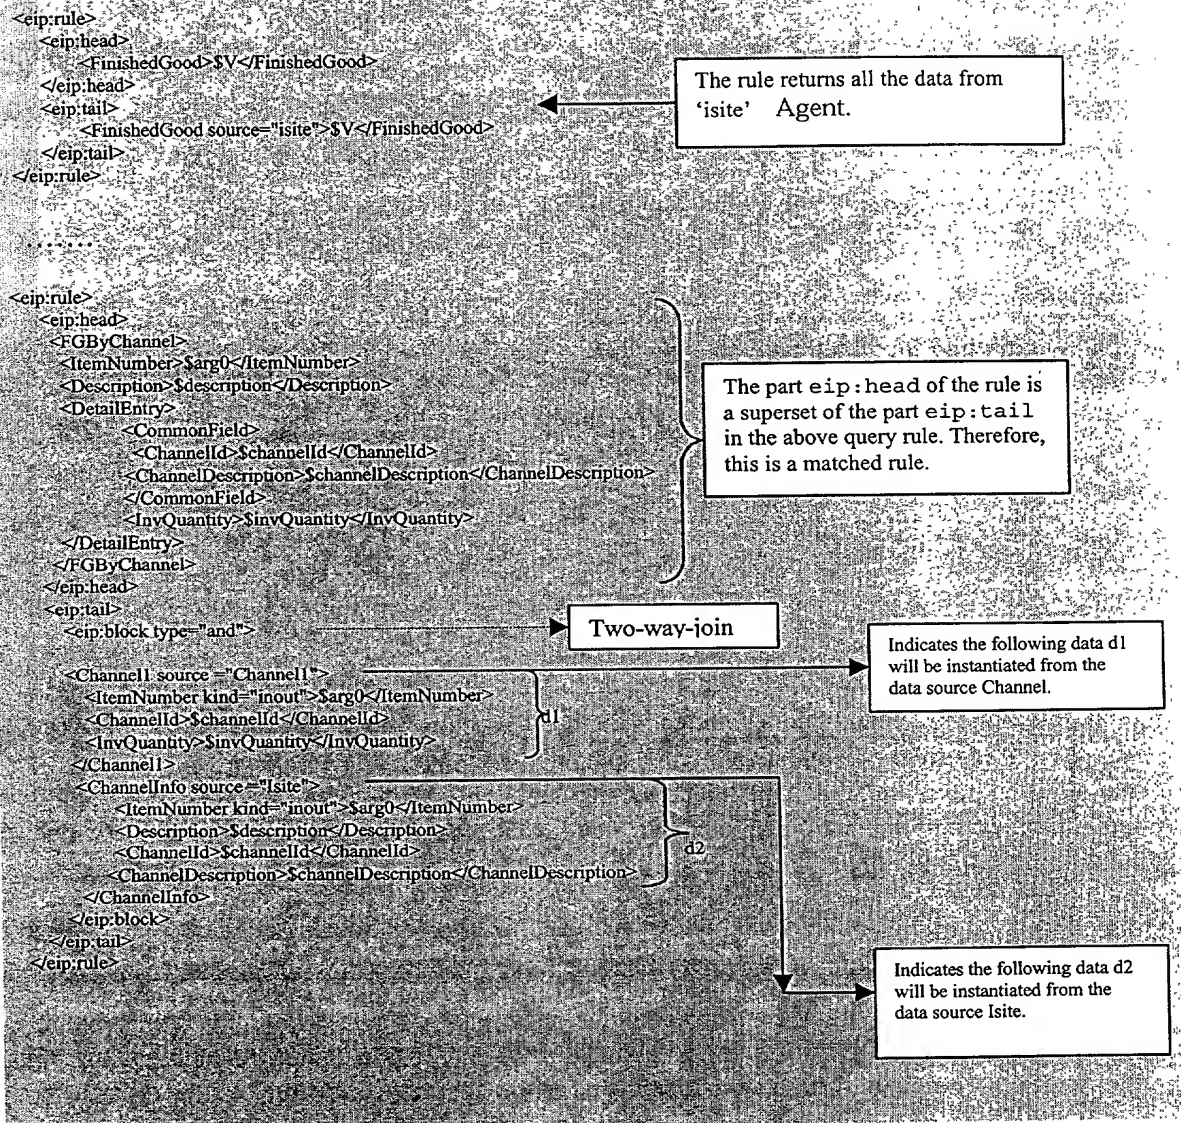 <eip:rule>
<eip:head>
<FinishedGood>$V</FinishedGood>
</eip:head>
<eip:tail>
<FinishedGood source="isite">$V</FinishedGood>
</eip:tail>
</eip:rule>
The rule returns all the data from
‘isite’ Agent.
.......
<eip:rule>
<eip:head>
<FGByChannel>
<ItemNumber>$arg0</ItemNumber>
<Description>$description</Description>
<DetailEntry>
<CommonField>
<ChannelId>$channelId</ChannelId>
<ChannelDescription>$channelDescription</ChannelDescription>
</CommonField>
<InvQuantity>$invQuantity</InvQuantity>
</DetailEntry>
</FGByChannel>
</eip:head>
The part eip:head of the rule is
a superset of the part eip:tail
in the above query rule. Therefore,
this is a matched rule.
<eip:tail>
<eip:block type="and">
Two-way-join
<Channel1 source ="Channel1">
<ItemNumber kind="inout">$arg0</ItemNumber>
<ChannelId>$channelId</ChannelId>
<InvQuantity>$invQuantity</InvQuantity>
</Channel1>
d1
Indicates the following data d1
will be instantiated from the
data source Channel.
<ChannelInfo source="Isite">
<ItemNumber kind="inout">$arg0</ItemNumber>
<Description>$description</Description>
<ChannelId>$channelId</ChannelId>
<ChannelDescription>$channelDescription</ChannelDescription>
</ChannelInfo>
d2
</eip:block>
</eip:tail>
</eip:rule>
Indicates the following data d2
will be instantiated from the
data source Isite.